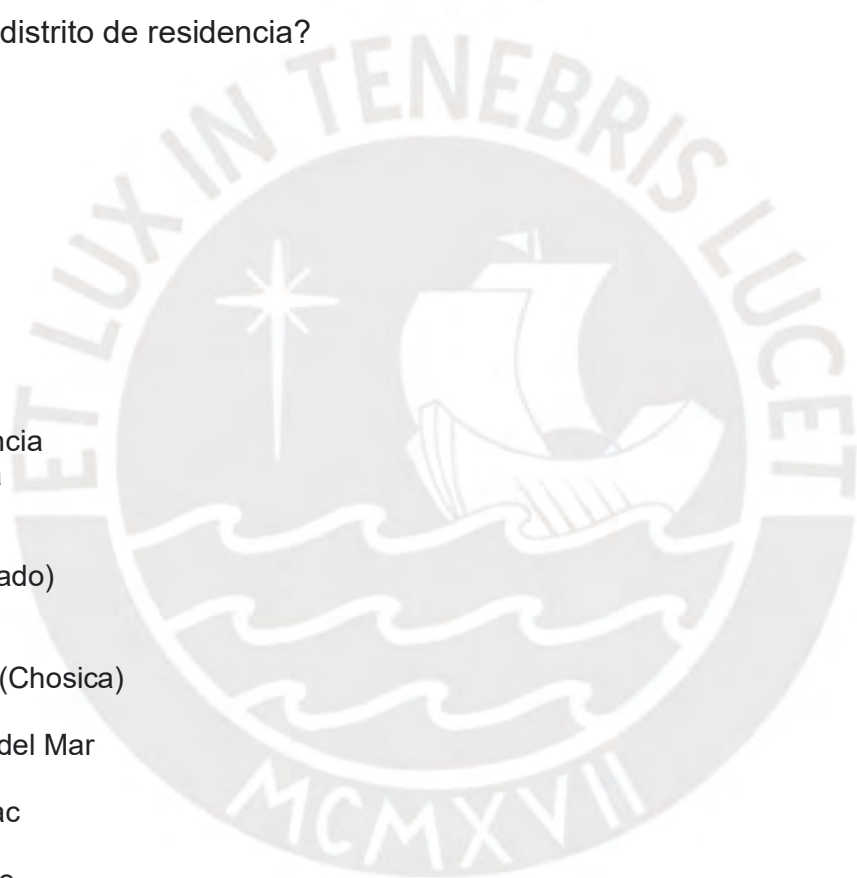 distrito de residencia?
ET LUX IN TENEBRIS LUCET
ncia
ado)
(Chosica)
del Mar
ac
MCMXVII